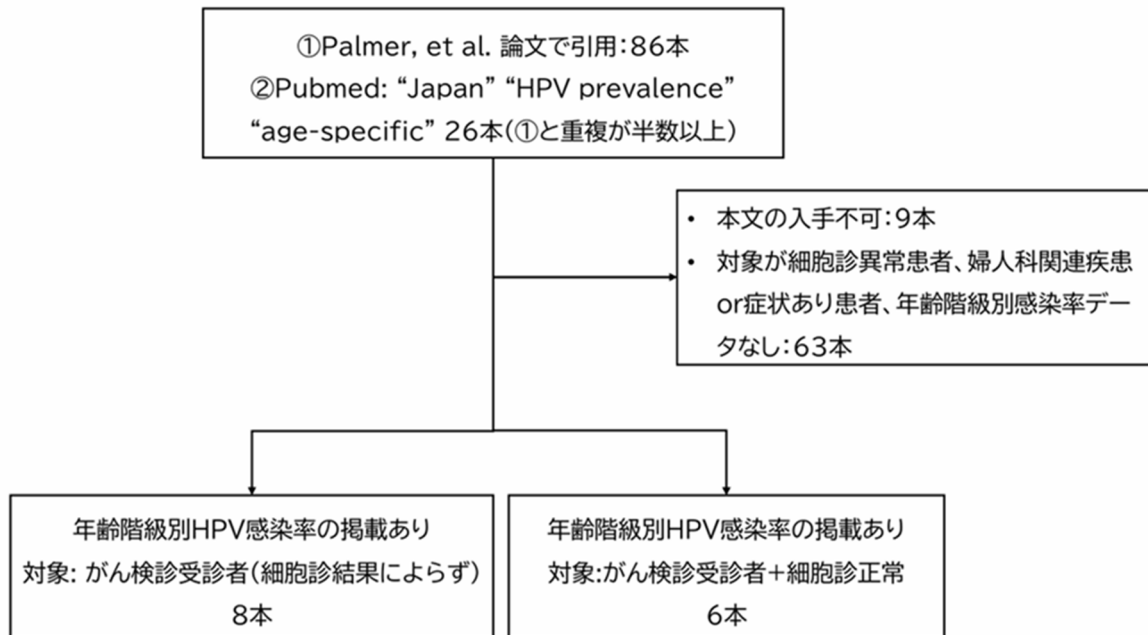 ①Palmer, et al. 論文で引用：86本
②Pubmed: “Japan” “HPV prevalence”
“age-specific” 26本（①と重複が半数以上）
• 本文の入手不可：9本
• 対象が細胞診異常患者、婦人科関連疾患
or症状あり患者、年齢階級別感染率デー
タなし：63本
年齢階級別HPV感染率の掲載あり
対象: がん検診受診者（細胞診結果によらず）
8本
年齢階級別HPV感染率の掲載あり
対象:がん検診受診者＋細胞診正常
6本